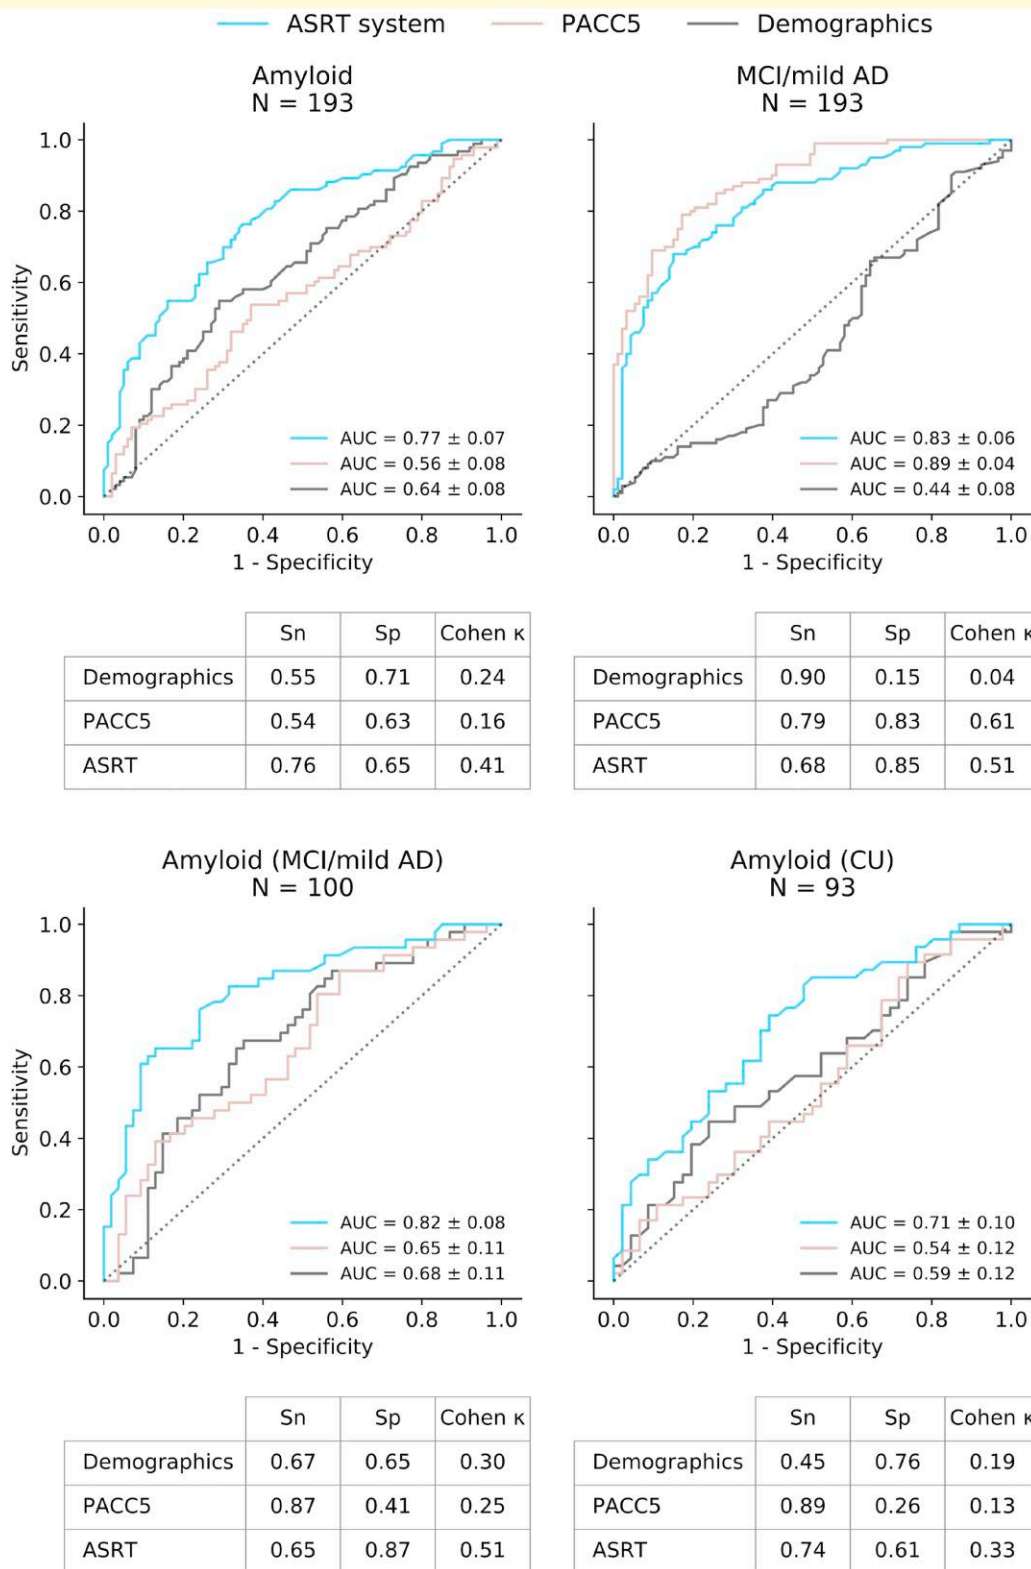 ASRT system PACC5 Demographics
Amyloid
N = 193
1.0
0.8
0.6
0.4
0.2
0.0
Sensitivity
AUC = 0.77 ± 0.07
AUC = 0.56 ± 0.08
AUC = 0.64 ± 0.08
0.0 0.2 0.4 0.6 0.8 1.0
1 - Specificity
MCI/mild AD
N = 193
AUC = 0.83 ± 0.06
AUC = 0.89 ± 0.04
AUC = 0.44 ± 0.08
0.0 0.2 0.4 0.6 0.8 1.0
1 - Specificity
Sn Sp Cohen κ
Demographics 0.55 0.71 0.24
PACC5 0.54 0.63 0.16
ASRT 0.76 0.65 0.41
Sn Sp Cohen κ
Demographics 0.90 0.15 0.04
PACC5 0.79 0.83 0.61
ASRT 0.68 0.85 0.51
Amyloid (MCI/mild AD)
N = 100
1.0
0.8
0.6
0.4
0.2
0.0
Sensitivity
AUC = 0.82 ± 0.08
AUC = 0.65 ± 0.11
AUC = 0.68 ± 0.11
0.0 0.2 0.4 0.6 0.8 1.0
1 - Specificity
Amyloid (CU)
N = 93
AUC = 0.71 ± 0.10
AUC = 0.54 ± 0.12
AUC = 0.59 ± 0.12
0.0 0.2 0.4 0.6 0.8 1.0
1 - Specificity
Sn Sp Cohen κ
Demographics 0.67 0.65 0.30
PACC5 0.87 0.41 0.25
ASRT 0.65 0.87 0.51
Sn Sp Cohen κ
Demographics 0.45 0.76 0.19
PACC5 0.89 0.26 0.13
ASRT 0.74 0.61 0.33